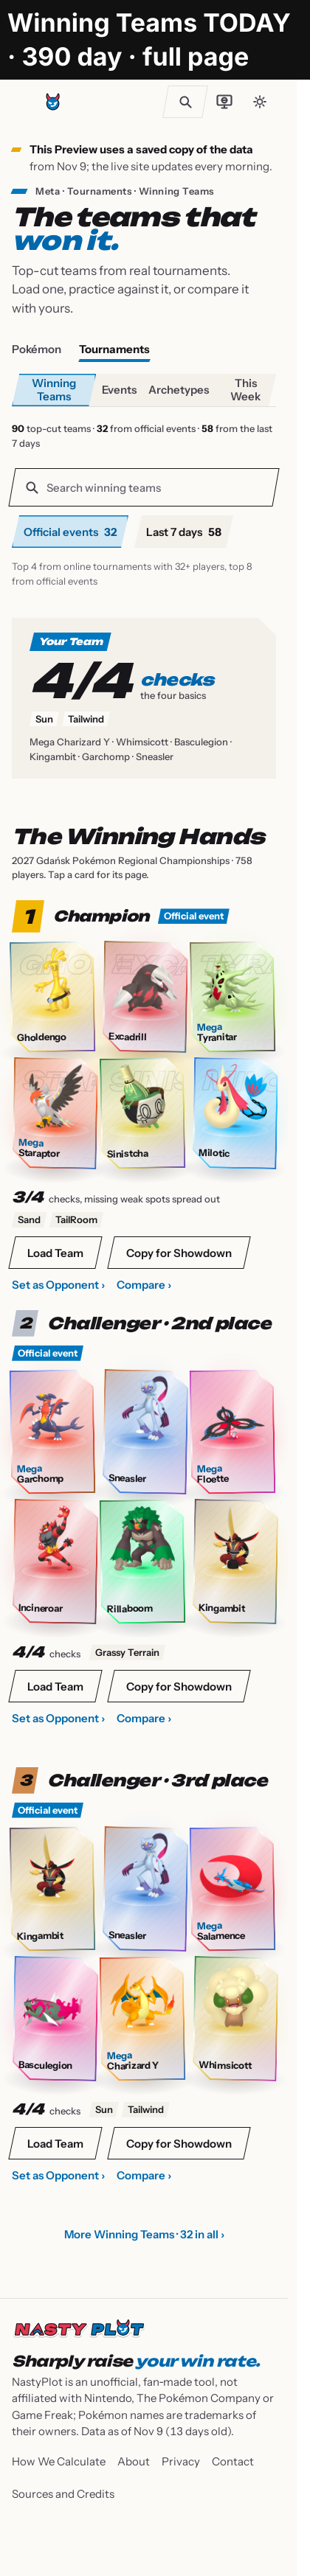 Winning Teams TODAY
· 390 day · full page
This Preview uses a saved copy of the data
from Nov 9; the live site updates every morning.
Meta · Tournaments · Winning Teams
The teams that
won it.
Top-cut teams from real tournaments.
Load one, practice against it, or compare it
with yours.
Pokémon Tournaments
Winning
Teams
Events
Archetypes
This
Week
90 top-cut teams · 32 from official events · 58 from the last
7 days
Search winning teams
Official events 32
Last 7 days 58
Top 4 from online tournaments with 32+ players, top 8
from official events
Your Team
4/4 checks
the four basics
Sun Tailwind
Mega Charizard Y · Whimsicott · Basculegion ·
Kingambit · Garchomp · Sneasler
The Winning Hands
2027 Gdańsk Pokémon Regional Championships · 758
players. Tap a card for its page.
1 Champion Official event
Gholdengo
Excadrill
Mega
Tyranitar
Mega
Staraptor
Sinistcha
Milotic
3/4 checks, missing weak spots spread out
Sand TailRoom
Load Team Copy for Showdown
Set as Opponent › Compare ›
2 Challenger · 2nd place
Official event
Mega
Garchomp
Sneasler
Mega
Floette
Incineroar
Rillaboom
Kingambit
4/4 checks Grassy Terrain
Load Team Copy for Showdown
Set as Opponent › Compare ›
3 Challenger · 3rd place
Official event
Kingambit
Sneasler
Mega
Salamence
Basculegion
Mega
Charizard Y
Whimsicott
4/4 checks Sun Tailwind
Load Team Copy for Showdown
Set as Opponent › Compare ›
More Winning Teams · 32 in all ›
NASTY PLOT
Sharply raise your win rate.
NastyPlot is an unofficial, fan-made tool, not
affiliated with Nintendo, The Pokémon Company or
Game Freak; Pokémon names are trademarks of
their owners. Data as of Nov 9 (13 days old).
How We Calculate About Privacy Contact
Sources and Credits